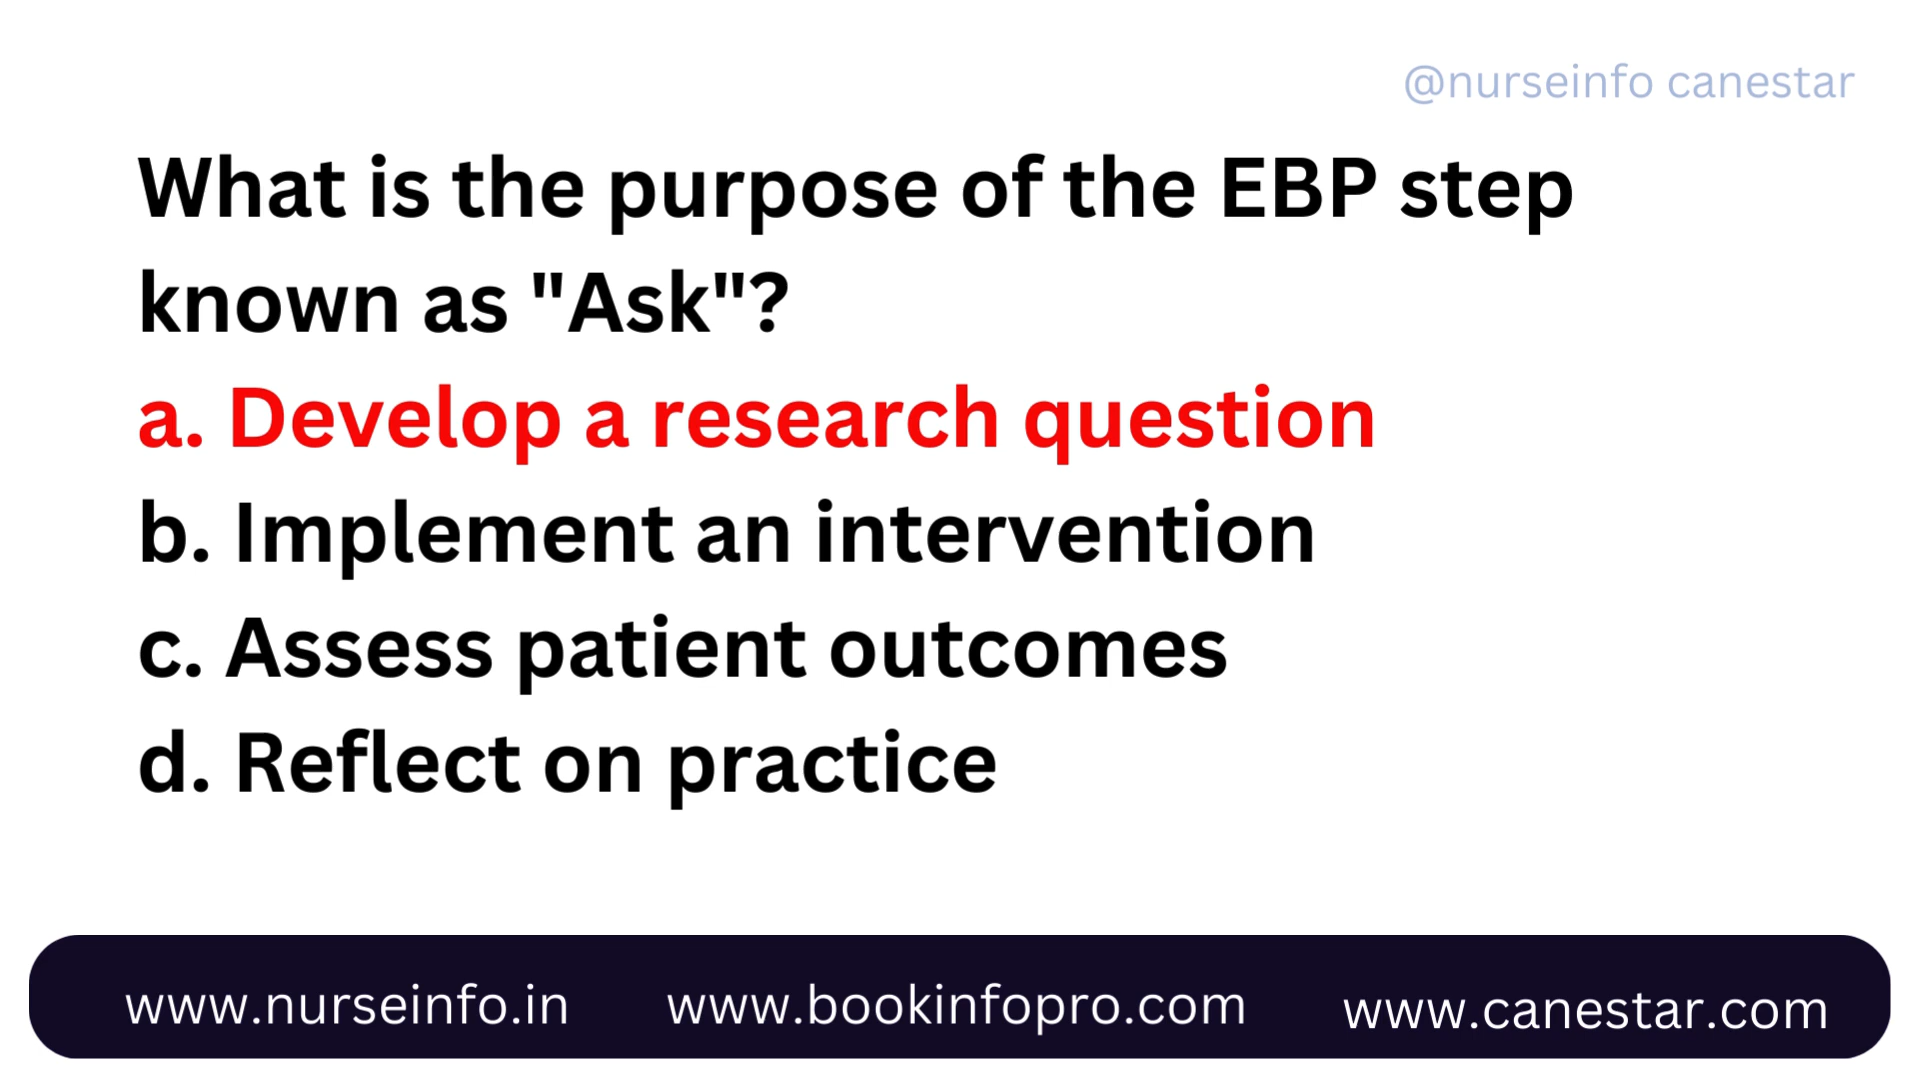 @nurseinfo canestar
What is the purpose of the EBP step
known as "Ask"?
a. Develop a research question
b. Implement an intervention
c. Assess patient outcomes
d. Reflect on practice
www.nurseinfo.in www.bookinfopro.com www.canestar.com